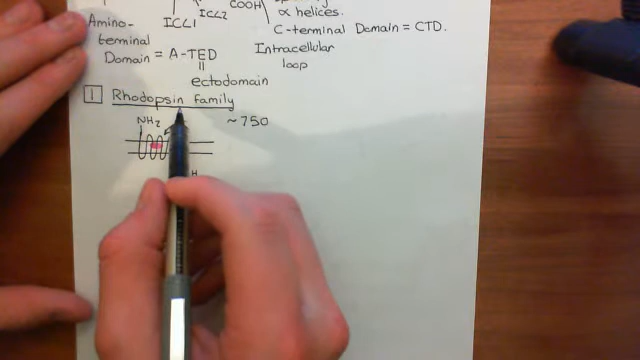 COOH
α helices.
ICL1
ICL2
C-terminal Domain = CTD.
Amino-
terminal
Domain = A-TED
Intracellular
loop
=
ectodomain
1 Rhodopsin Family
NH2
~750
H